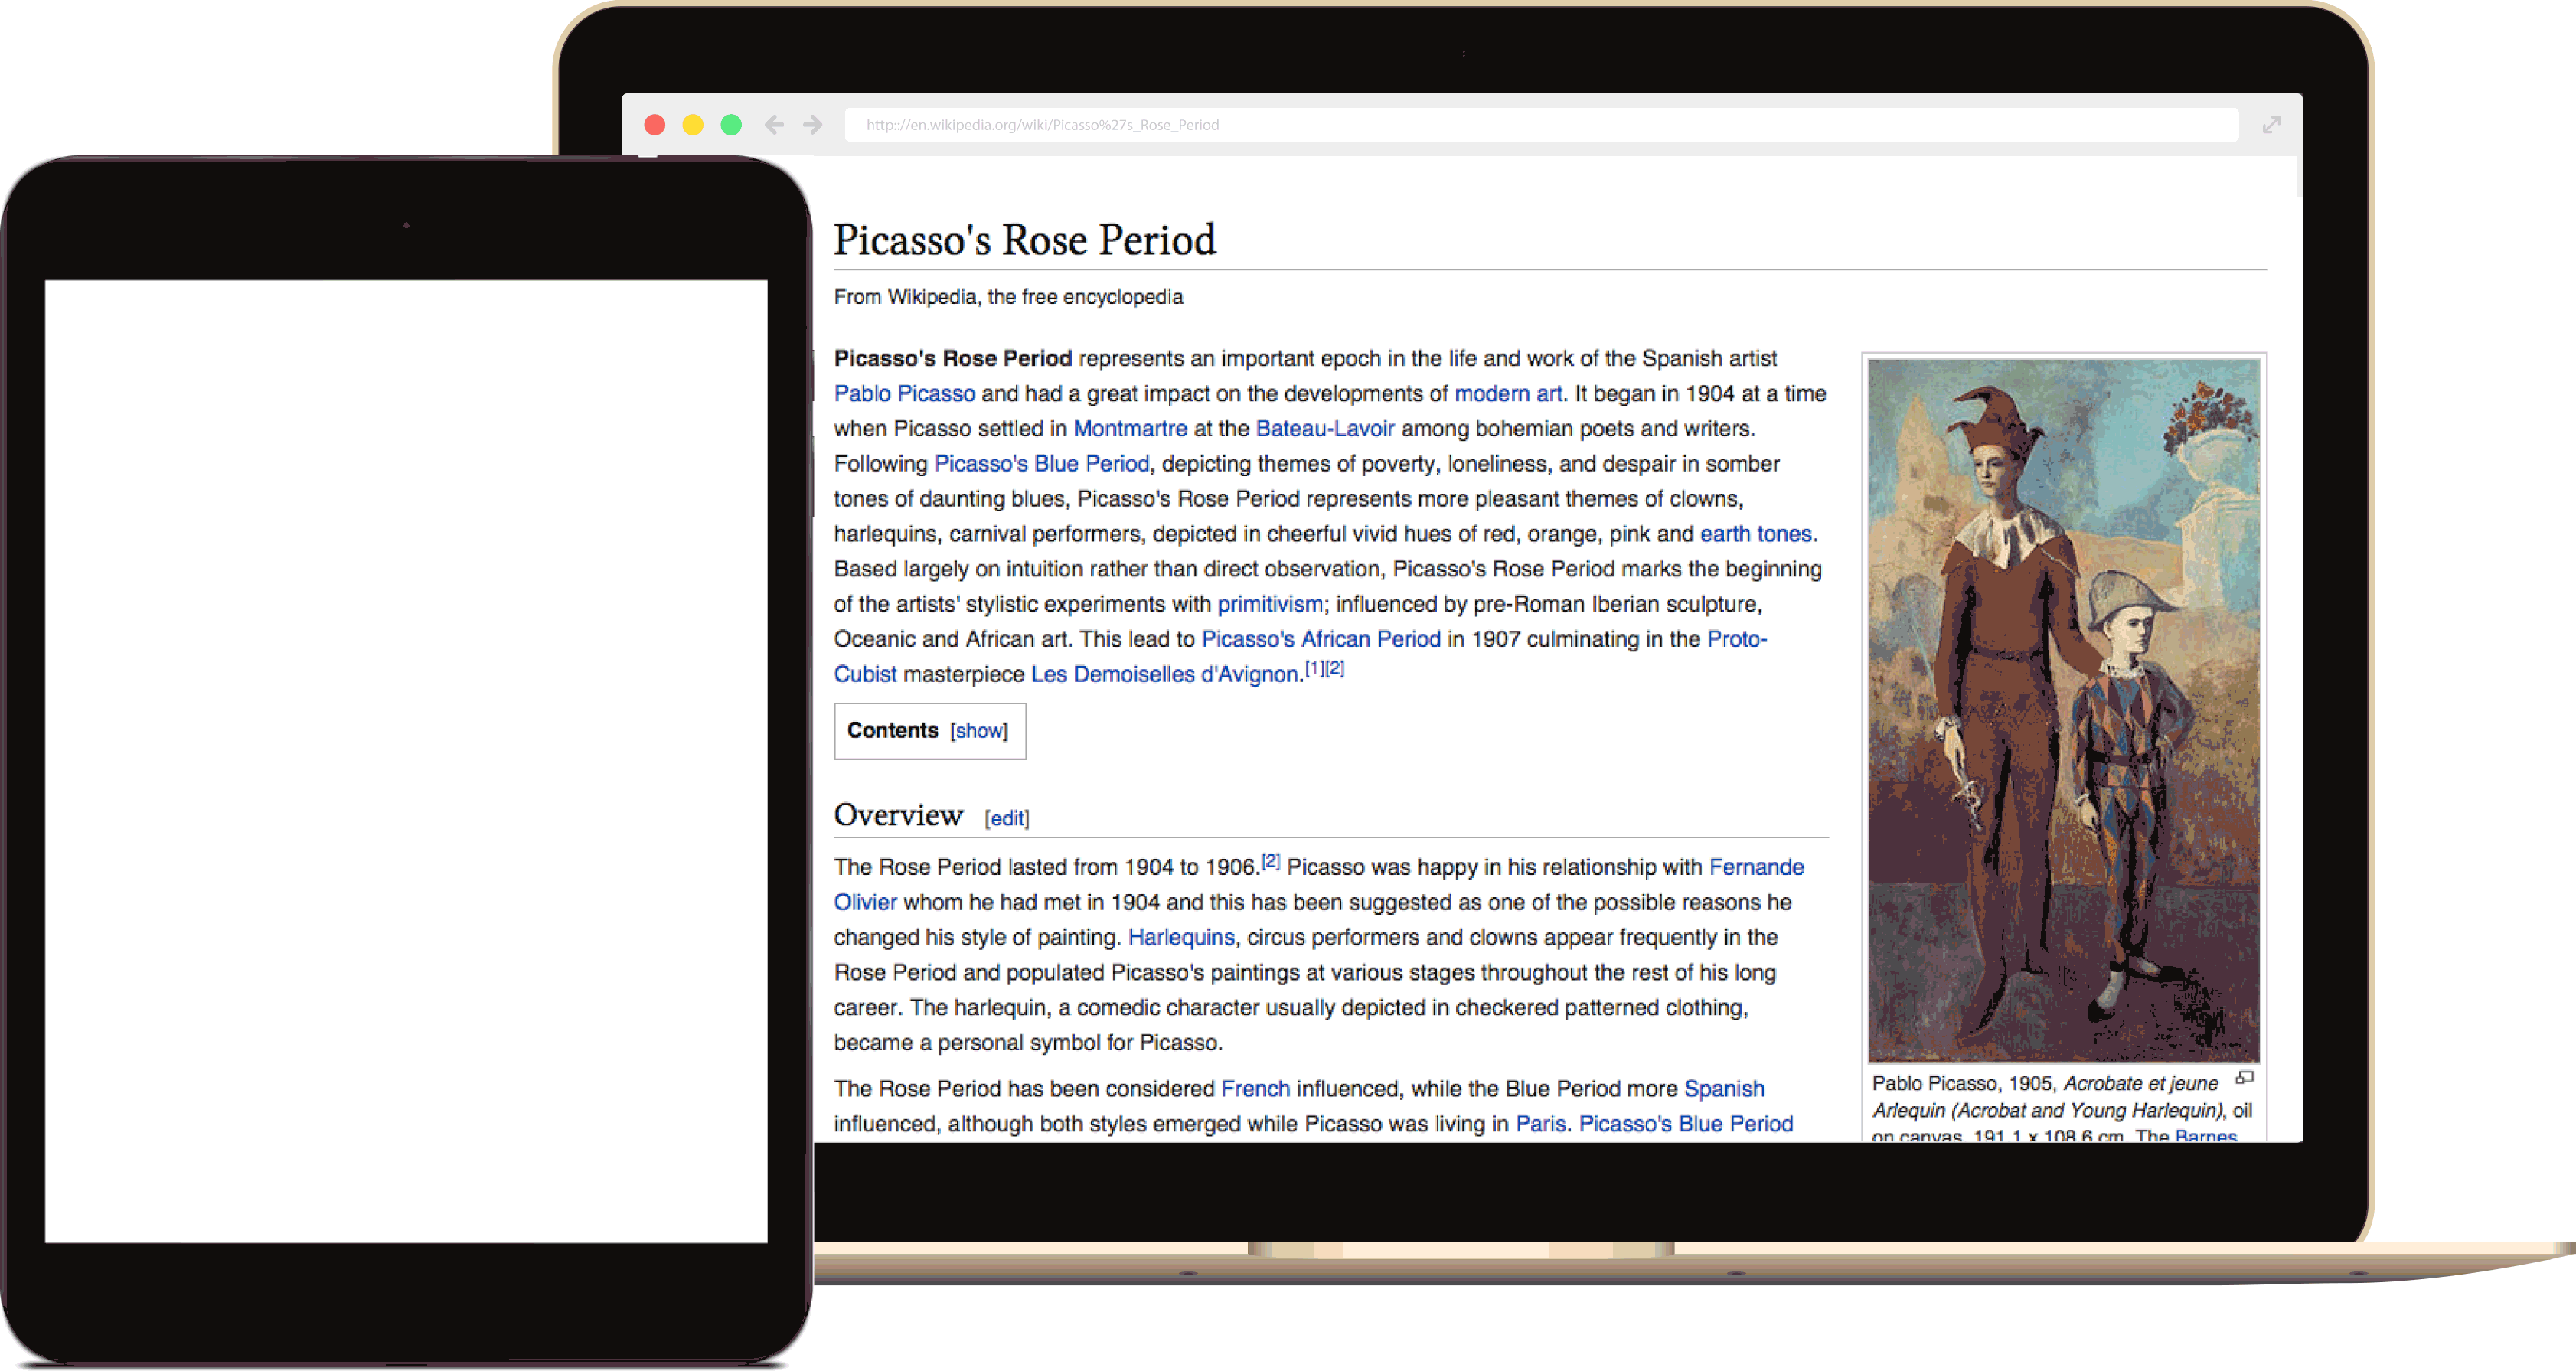 http:://en.wikipedia.org/wiki/Picasso%27s_Rose_Period
Picasso's Rose Period
From Wikipedia, the free encyclopedia
Picasso's Rose Period represents an important epoch in the life and work of the Spanish artist
Pablo Picasso and had a great impact on the developments of modern art. It began in 1904 at a time
when Picasso settled in Montmartre at the Bateau-Lavoir among bohemian poets and writers.
Following Picasso's Blue Period, depicting themes of poverty, loneliness, and despair in somber
tones of daunting blues, Picasso's Rose Period represents more pleasant themes of clowns,
harlequins, carnival performers, depicted in cheerful vivid hues of red, orange, pink and earth tones.
Based largely on intuition rather than direct observation, Picasso's Rose Period marks the beginning
of the artists' stylistic experiments with primitivism; influenced by pre-Roman Iberian sculpture,
Oceanic and African art. This lead to Picasso's African Period in 1907 culminating in the Proto-
Cubist masterpiece Les Demoiselles d'Avignon.[1][2]
Contents [show]
Overview [edit]
The Rose Period lasted from 1904 to 1906.[2] Picasso was happy in his relationship with Fernande
Olivier whom he had met in 1904 and this has been suggested as one of the possible reasons he
changed his style of painting. Harlequins, circus performers and clowns appear frequently in the
Rose Period and populated Picasso's paintings at various stages throughout the rest of his long
career. The harlequin, a comedic character usually depicted in checkered patterned clothing,
became a personal symbol for Picasso.
The Rose Period has been considered French influenced, while the Blue Period more Spanish
influenced, although both styles emerged while Picasso was living in Paris. Picasso's Blue Period
Pablo Picasso, 1905, Acrobate et jeune
Arlequin (Acrobat and Young Harlequin), oil
on canvas, 191.1 x 108.6 cm, The Barnes